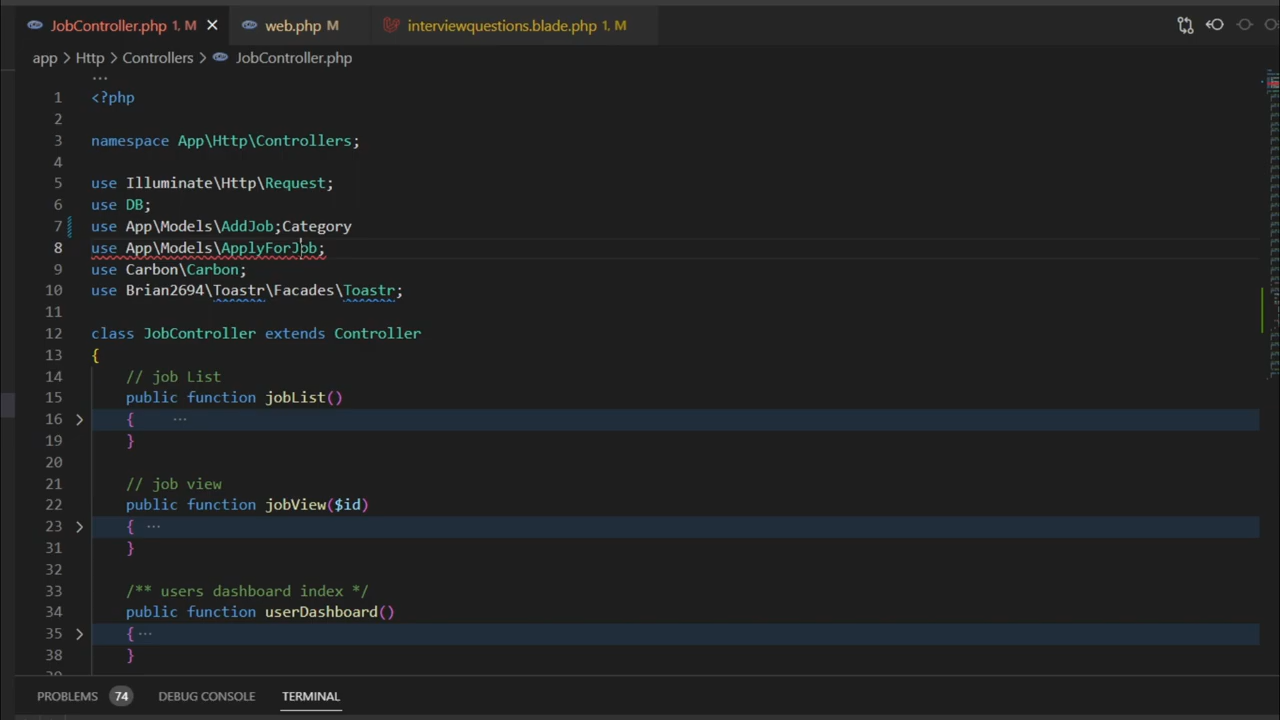 JobController.php 1, M
web.php M
interviewquestions.blade.php 1, M
app > Http > Controllers > JobController.php
...
1 <?php
2
3 namespace App\Http\Controllers;
4
5 use Illuminate\Http\Request;
6 use DB;
7 use App\Models\AddJob;Category
8 use App\Models\ApplyForJob;
9 use Carbon\Carbon;
10 use Brian2694\Toastr\Facades\Toastr;
11
12 class JobController extends Controller
13 {
14 // job List
15 public function jobList()
16 { ...
19 }
20
21 // job view
22 public function jobView($id)
23 { ...
31 }
32
33 /** users dashboard index */
34 public function userDashboard()
35 { ...
38 }
PROBLEMS 74 DEBUG CONSOLE TERMINAL